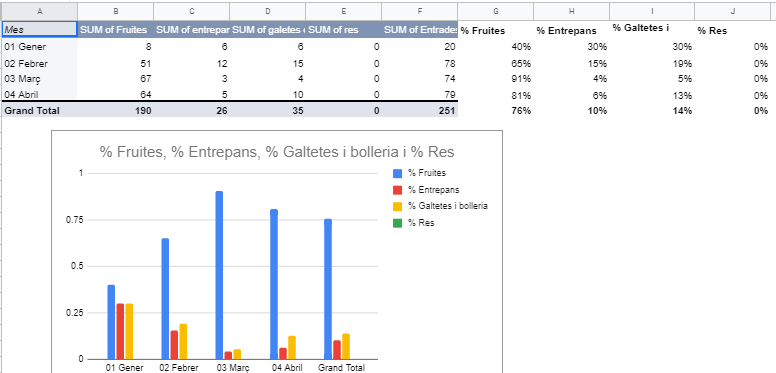 A B C D E F G H I J
Mes SUM of Fruites SUM of entrepar SUM of galetes SUM of res SUM of Entrades % Fruites % Entrepans % Galtetes i % Res
01 Gener 8 6 6 0 20 40% 30% 30% 0%
02 Febrer 51 12 15 0 78 65% 15% 19% 0%
03 Març 67 3 4 0 74 91% 4% 5% 0%
04 Abril 64 5 10 0 79 81% 6% 13% 0%
Grand Total 190 26 35 0 251 76% 10% 14% 0%
% Fruites, % Entrepans, % Galtetes i bolleria i % Res
1
0.75
0.5
0.25
0
01 Gener 02 Febrer 03 Març 04 Abril Grand Total
% Fruites
% Entrepans
% Galtetes i bolleria
% Res